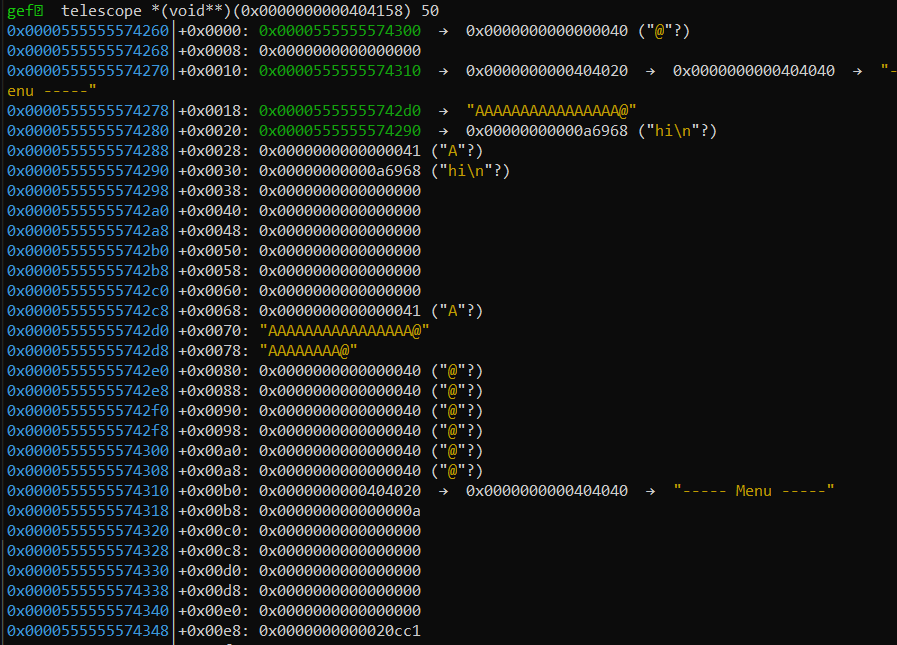 gef➤  telescope *(void**)(0x0000000000404158) 50
0x0000555555574260│+0x0000: 0x0000555555574300  →  0x0000000000000040 ("@"?)
0x0000555555574268│+0x0008: 0x0000000000000000
0x0000555555574270│+0x0010: 0x0000555555574310  →  0x0000000000404020  →  0x0000000000404040  →  "-
enu -----"
0x0000555555574278│+0x0018: 0x00005555555742d0  →  "AAAAAAAAAAAAAAAA@"
0x0000555555574280│+0x0020: 0x0000555555574290  →  0x00000000000a6968 ("hi\n"?)
0x0000555555574288│+0x0028: 0x0000000000000041 ("A"?)
0x0000555555574290│+0x0030: 0x00000000000a6968 ("hi\n"?)
0x0000555555574298│+0x0038: 0x0000000000000000
0x00005555555742a0│+0x0040: 0x0000000000000000
0x00005555555742a8│+0x0048: 0x0000000000000000
0x00005555555742b0│+0x0050: 0x0000000000000000
0x00005555555742b8│+0x0058: 0x0000000000000000
0x00005555555742c0│+0x0060: 0x0000000000000000
0x00005555555742c8│+0x0068: 0x0000000000000041 ("A"?)
0x00005555555742d0│+0x0070: "AAAAAAAAAAAAAAAA@"
0x00005555555742d8│+0x0078: "AAAAAAAA@"
0x00005555555742e0│+0x0080: 0x0000000000000040 ("@"?)
0x00005555555742e8│+0x0088: 0x0000000000000040 ("@"?)
0x00005555555742f0│+0x0090: 0x0000000000000040 ("@"?)
0x00005555555742f8│+0x0098: 0x0000000000000040 ("@"?)
0x0000555555574300│+0x00a0: 0x0000000000000040 ("@"?)
0x0000555555574308│+0x00a8: 0x0000000000000040 ("@"?)
0x0000555555574310│+0x00b0: 0x0000000000404020  →  0x0000000000404040  →  "----- Menu -----"
0x0000555555574318│+0x00b8: 0x000000000000000a
0x0000555555574320│+0x00c0: 0x0000000000000000
0x0000555555574328│+0x00c8: 0x0000000000000000
0x0000555555574330│+0x00d0: 0x0000000000000000
0x0000555555574338│+0x00d8: 0x0000000000000000
0x0000555555574340│+0x00e0: 0x0000000000000000
0x0000555555574348│+0x00e8: 0x0000000000020cc1